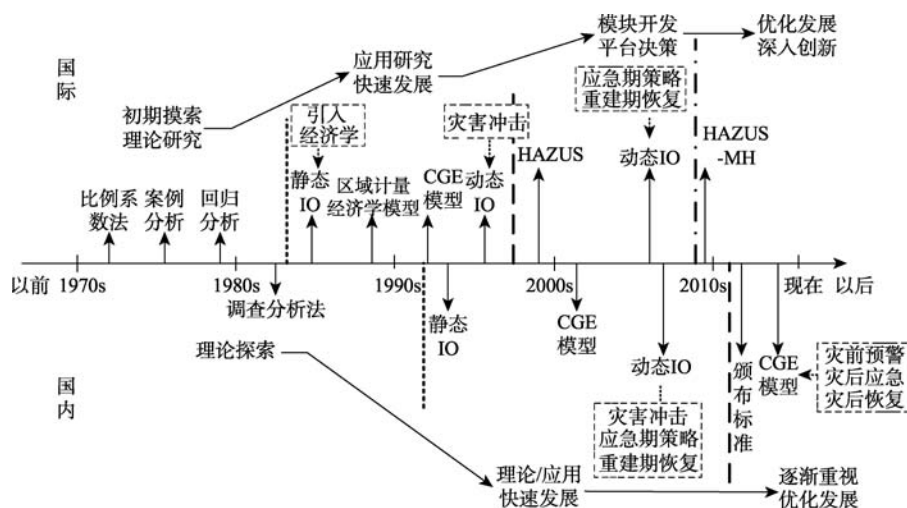 模块开发
平台决策
优化发展
深入创新
国际
应用研究
快速发展
应急期策略
重建期恢复
初期摸索
理论研究
引入
经济学
灾害冲击
HAZUS
HAZUS
-MH
静态
IO
区域计量
经济学模型
CGE
模型
动态
IO
动态IO
比例系
数法
案例
分析
回归
分析
以前
1970s
1980s
1990s
2000s
2010s
现在
以后
调查分析法
静态
IO
CGE
模型
理论探索
动态IO
颁布标准
CGE
模型
灾前预警
灾后应急
灾后恢复
国内
灾害冲击
应急期策略
重建期恢复
理论/应用
快速发展
逐渐重视
优化发展